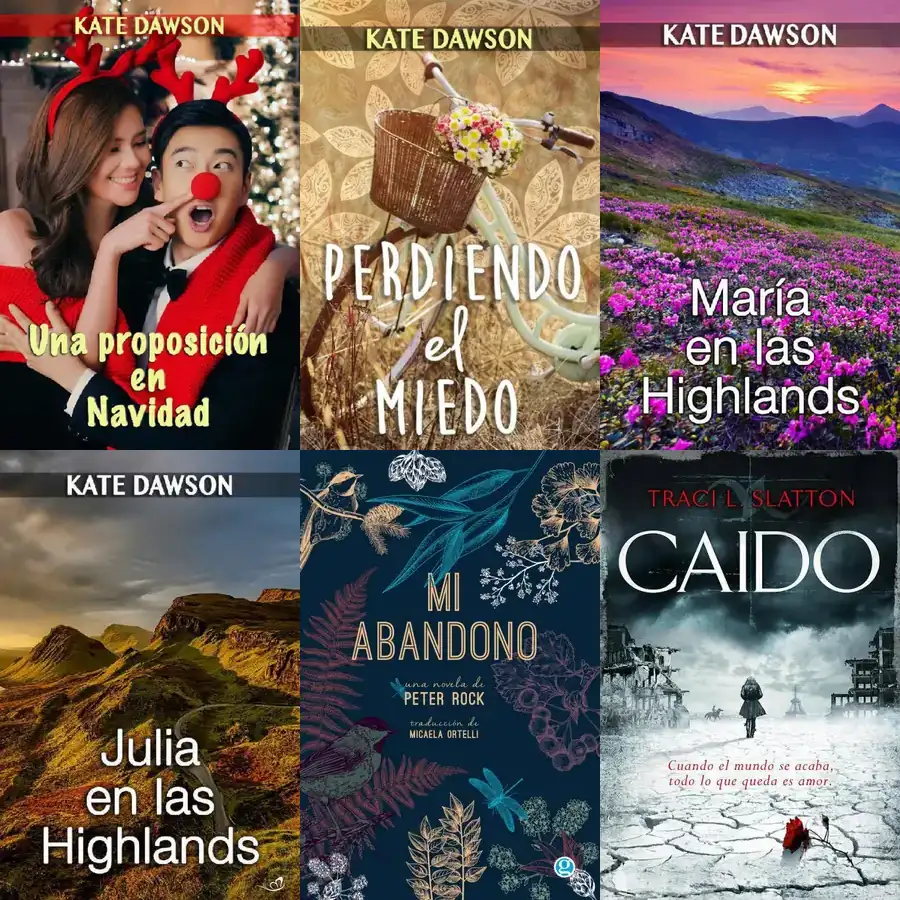 KATE DAWSON
Una proposición
en
Navidad
KATE DAWSON
PERDIENDO
el
MIEDO
KATE DAWSON
María
en las
Highlands
KATE DAWSON
Julia
en las
Highlands
MI
ABANDONO
una novela de
PETER ROCK
traducción de
MICAELA ORTELLI
g
TRACI L. SLATTON
CAIDO
Cuando el mundo se acaba,
todo lo que queda es amor.